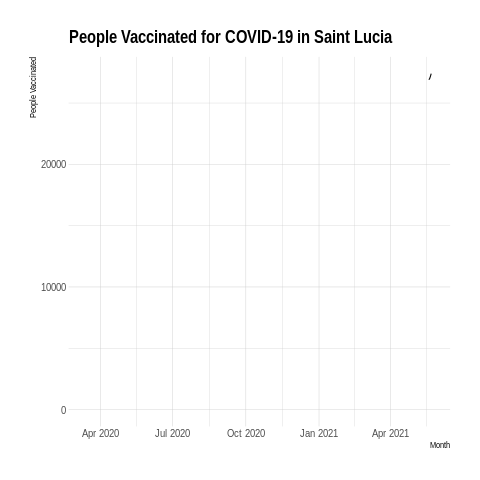 People Vaccinated for COVID-19 in Saint Lucia
People Vaccinated
20000
10000
0
Apr 2020 Jul 2020 Oct 2020 Jan 2021 Apr 2021
Month